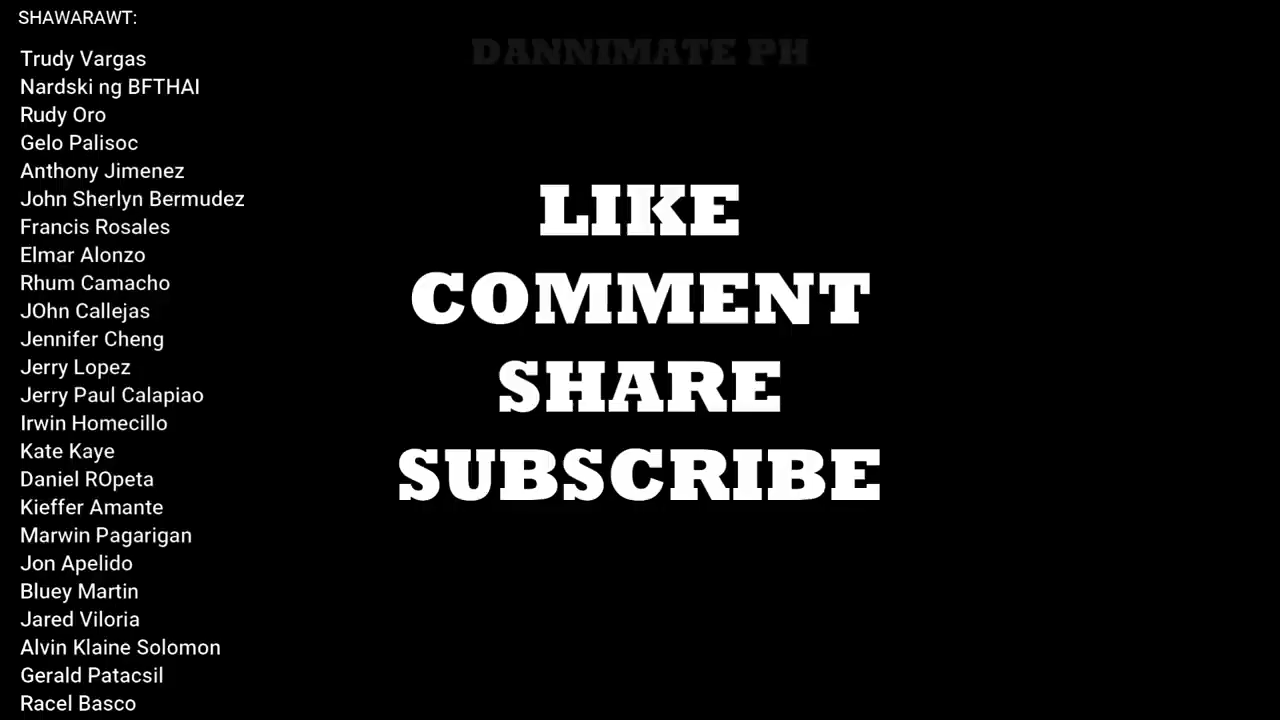 SHAWARAWT:
Trudy Vargas
Nardski ng BFTHAI
Rudy Oro
Gelo Palisoc
Anthony Jimenez
John Sherlyn Bermudez
Francis Rosales
Elmar Alonzo
Rhum Camacho
JOhn Callejas
Jennifer Cheng
Jerry Lopez
Jerry Paul Calapiao
Irwin Homecillo
Kate Kaye
Daniel ROpeta
Kieffer Amante
Marwin Pagarigan
Jon Apelido
Bluey Martin
Jared Viloria
Alvin Klaine Solomon
Gerald Patacsil
Racel Basco
DANNIMATE PH
LIKE
COMMENT
SHARE
SUBSCRIBE